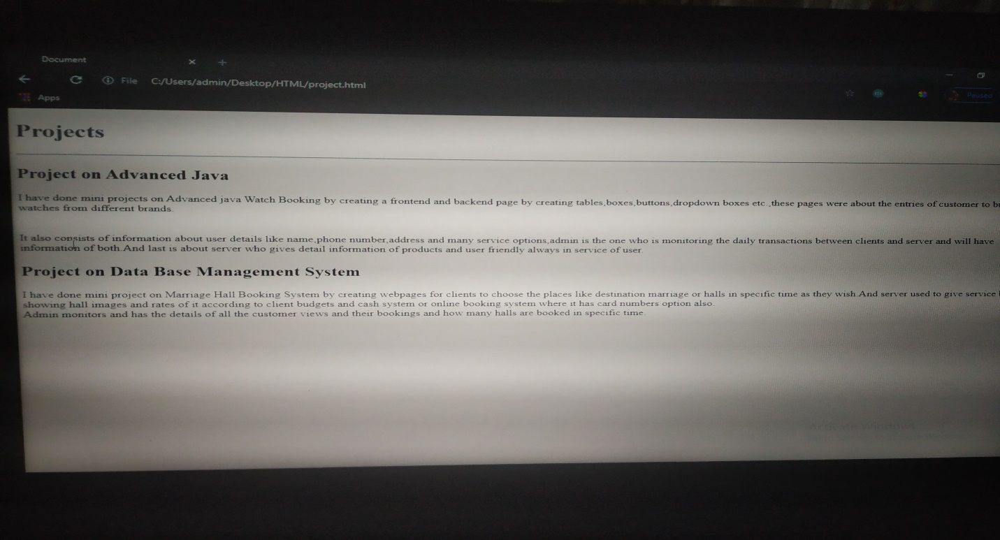 Document
File C:/Users/admin/Desktop/HTML/project.html
Apps
Paused
Projects
Project on Advanced Java
I have done mini projects on Advanced java Watch Booking by creating a frontend and backend page by creating tables,boxes,buttons,dropdown boxes etc.,these pages were about the entries of customer to
watches from different brands.
It also consists of information about user details like name,phone number,address and many service options,admin is the one who is monitoring the daily transactions between clients and server and will have
information of both.And last is about server who gives detail information of products and user friendly always in service of user.
Project on Data Base Management System
I have done mini project on Marriage Hall Booking System by creating webpages for clients to choose the places like destination marriage or halls in specific time as they wish.And server used to give service
showing hall images and rates of it according to client budgets and cash system or online booking system where it has card numbers option also.
Admin monitors and has the details of all the customer views and their bookings and how many halls are booked in specific time.
Activate Windows